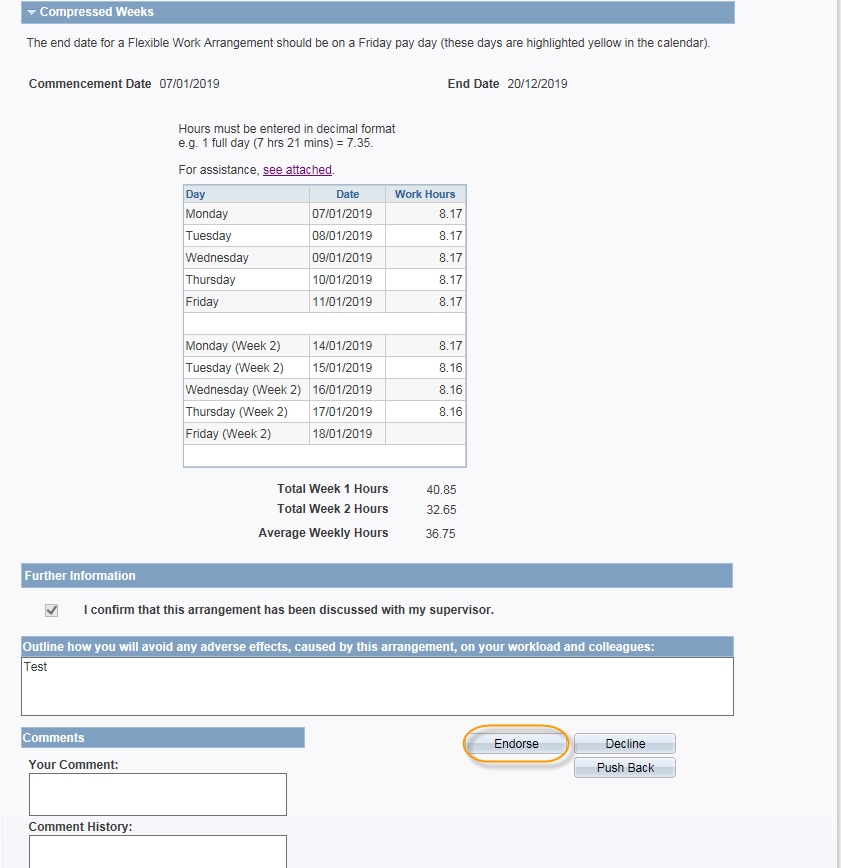 Compressed Weeks
The end date for a Flexible Work Arrangement should be on a Friday pay day (these days are highlighted yellow in the calendar).
Commencement Date 07/01/2019 End Date 20/12/2019
Hours must be entered in decimal format
e.g. 1 full day (7 hrs 21 mins) = 7.35.
For assistance, see attached.
Day Date Work Hours
Monday 07/01/2019 8.17
Tuesday 08/01/2019 8.17
Wednesday 09/01/2019 8.17
Thursday 10/01/2019 8.17
Friday 11/01/2019 8.17
Monday (Week 2) 14/01/2019 8.17
Tuesday (Week 2) 15/01/2019 8.16
Wednesday (Week 2) 16/01/2019 8.16
Thursday (Week 2) 17/01/2019 8.16
Friday (Week 2) 18/01/2019
Total Week 1 Hours 40.85
Total Week 2 Hours 32.65
Average Weekly Hours 36.75
Further Information
I confirm that this arrangement has been discussed with my supervisor.
Outline how you will avoid any adverse effects, caused by this arrangement, on your workload and colleagues:
Test
Comments
Endorse Decline
Push Back
Your Comment:
Comment History: